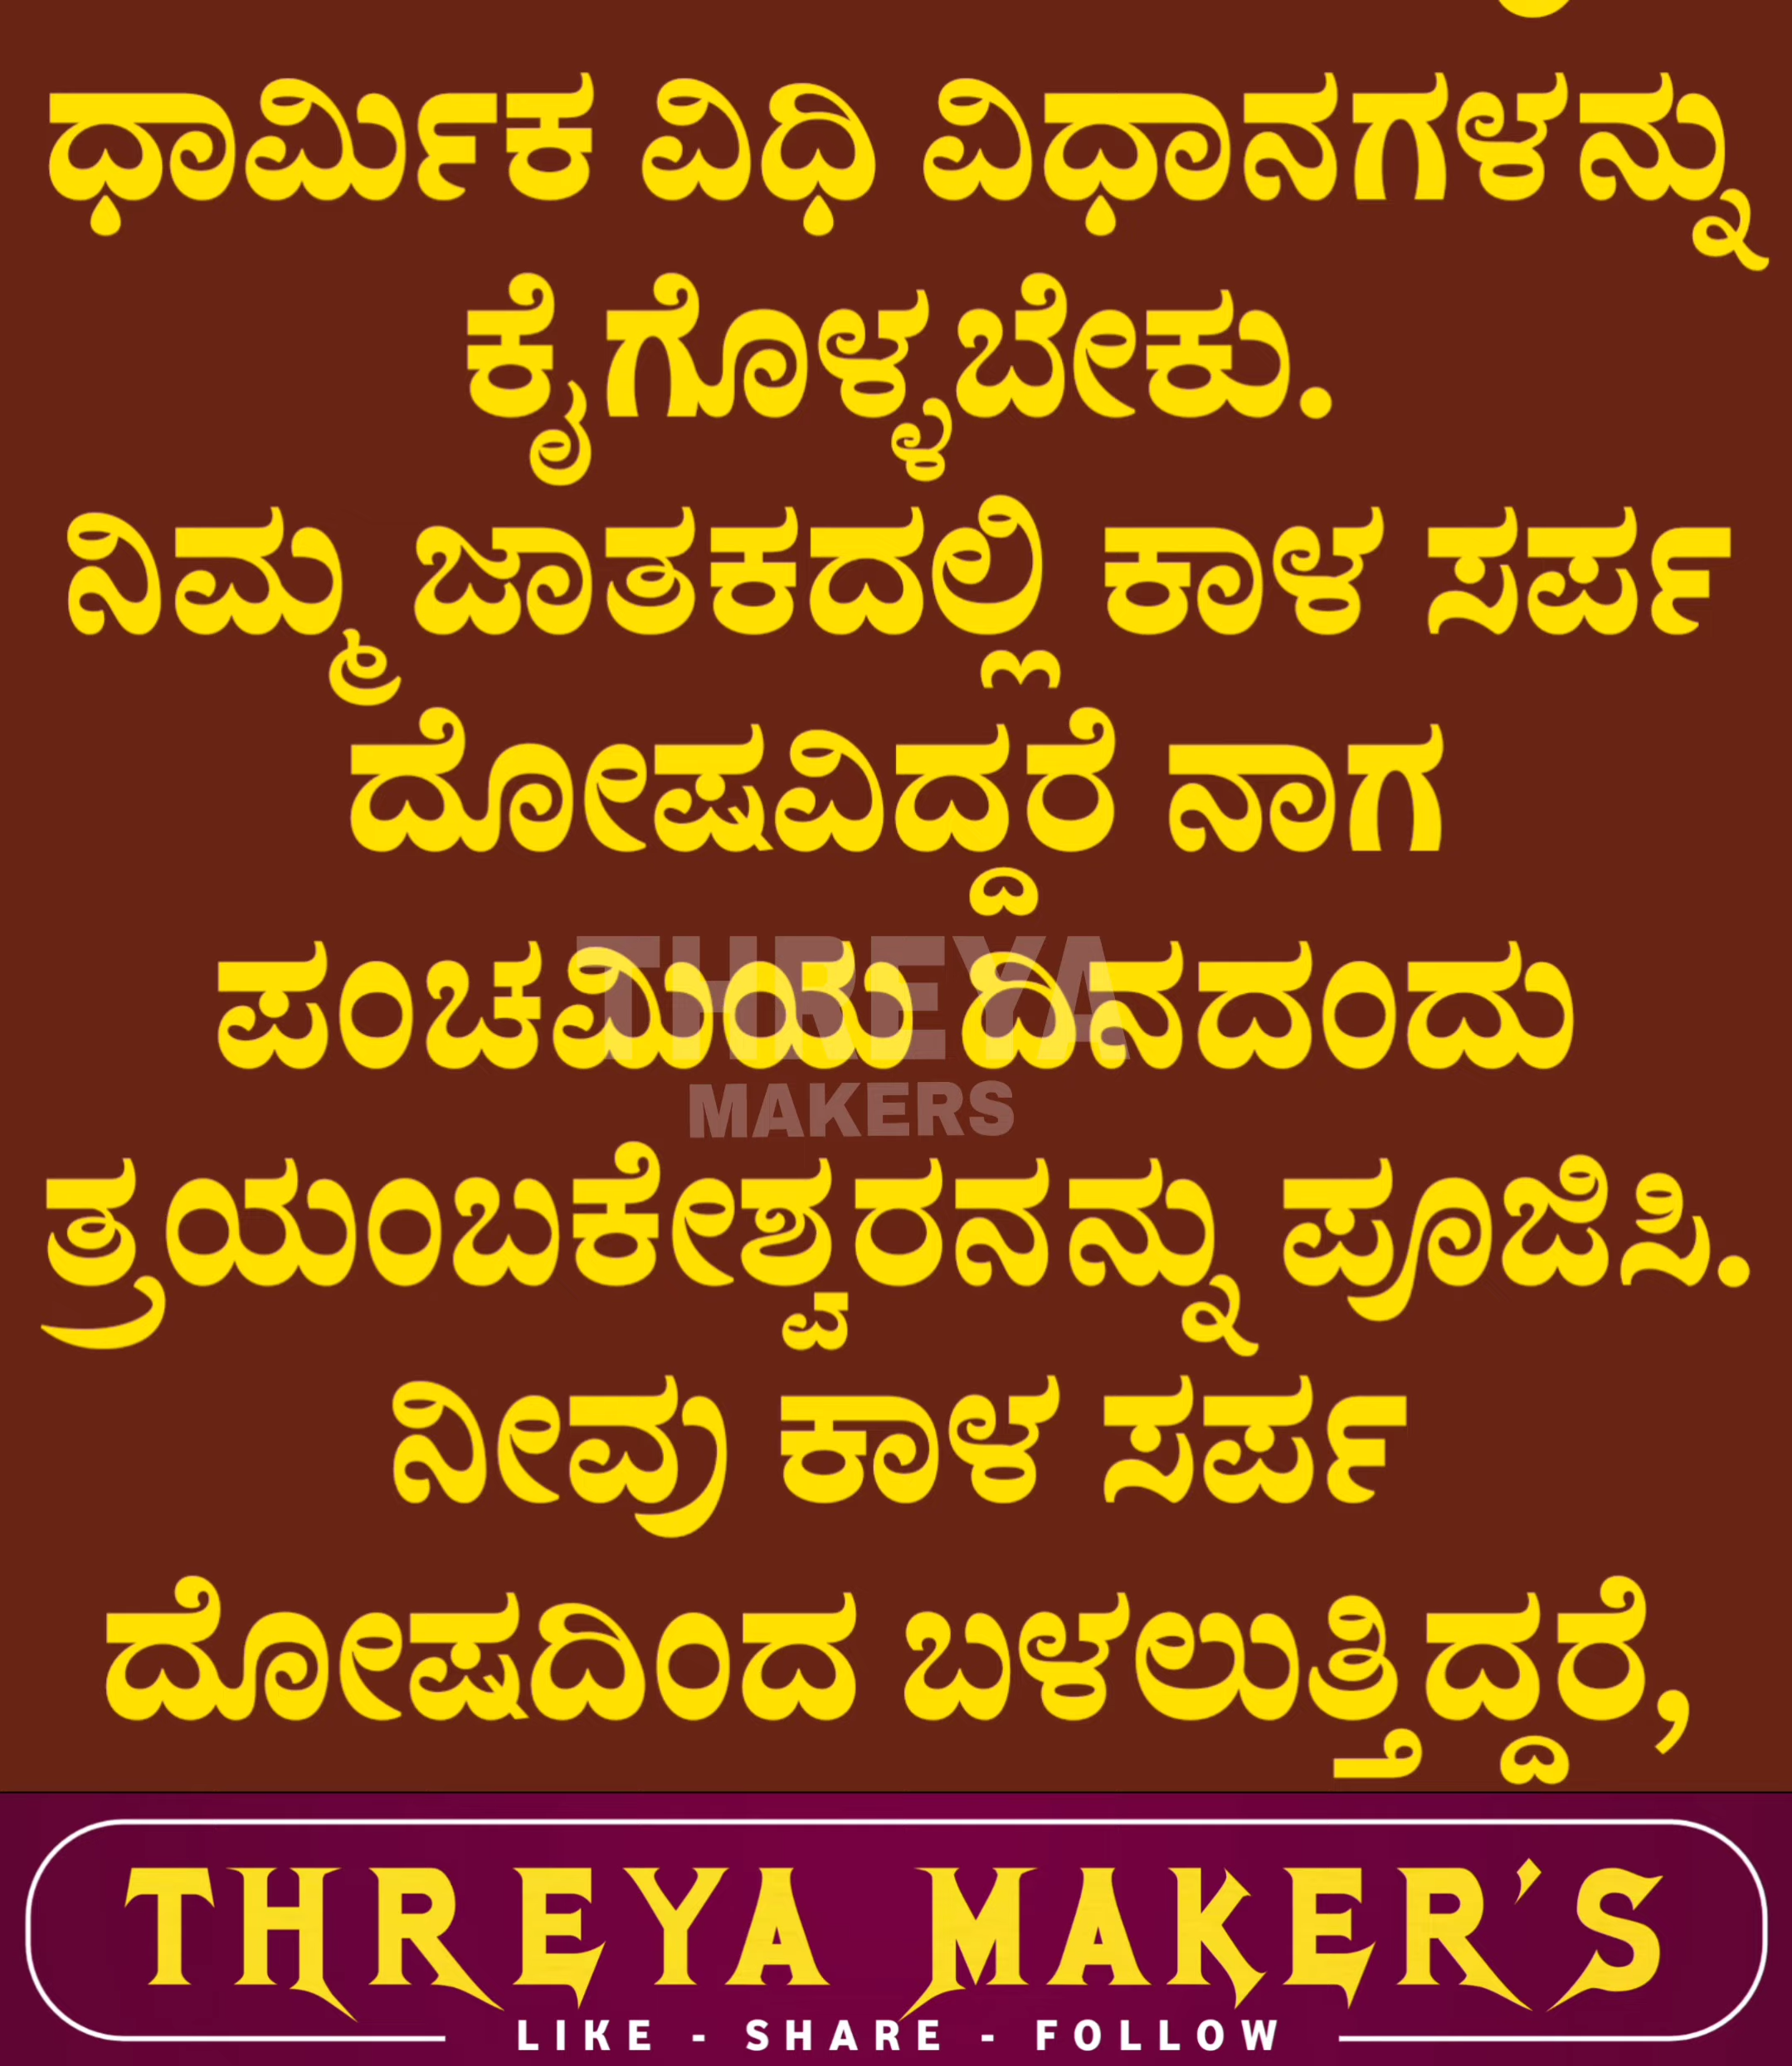 ಧಾರ್ಮಿಕ ವಿಧಿ ವಿಧಾನಗಳನ್ನು
ಕೈಗೊಳ್ಳಬೇಕು.
ನಿಮ್ಮ ಜಾತಕದಲ್ಲಿ ಕಾಳ ಸರ್ಪ
ದೋಷವಿದ್ದರೆ ನಾಗ
ಪಂಚಮಿಯ ದಿನದಂದು
THREYA
MAKERS
ತ್ರಯಂಬಕೇಶ್ವರನನ್ನು ಪೂಜಿಸಿ.
ನೀವು ಕಾಳ ಸರ್ಪ
ದೋಷದಿಂದ ಬಳಲುತ್ತಿದ್ದರೆ,
THREYA MAKER'S
LIKE - SHARE - FOLLOW